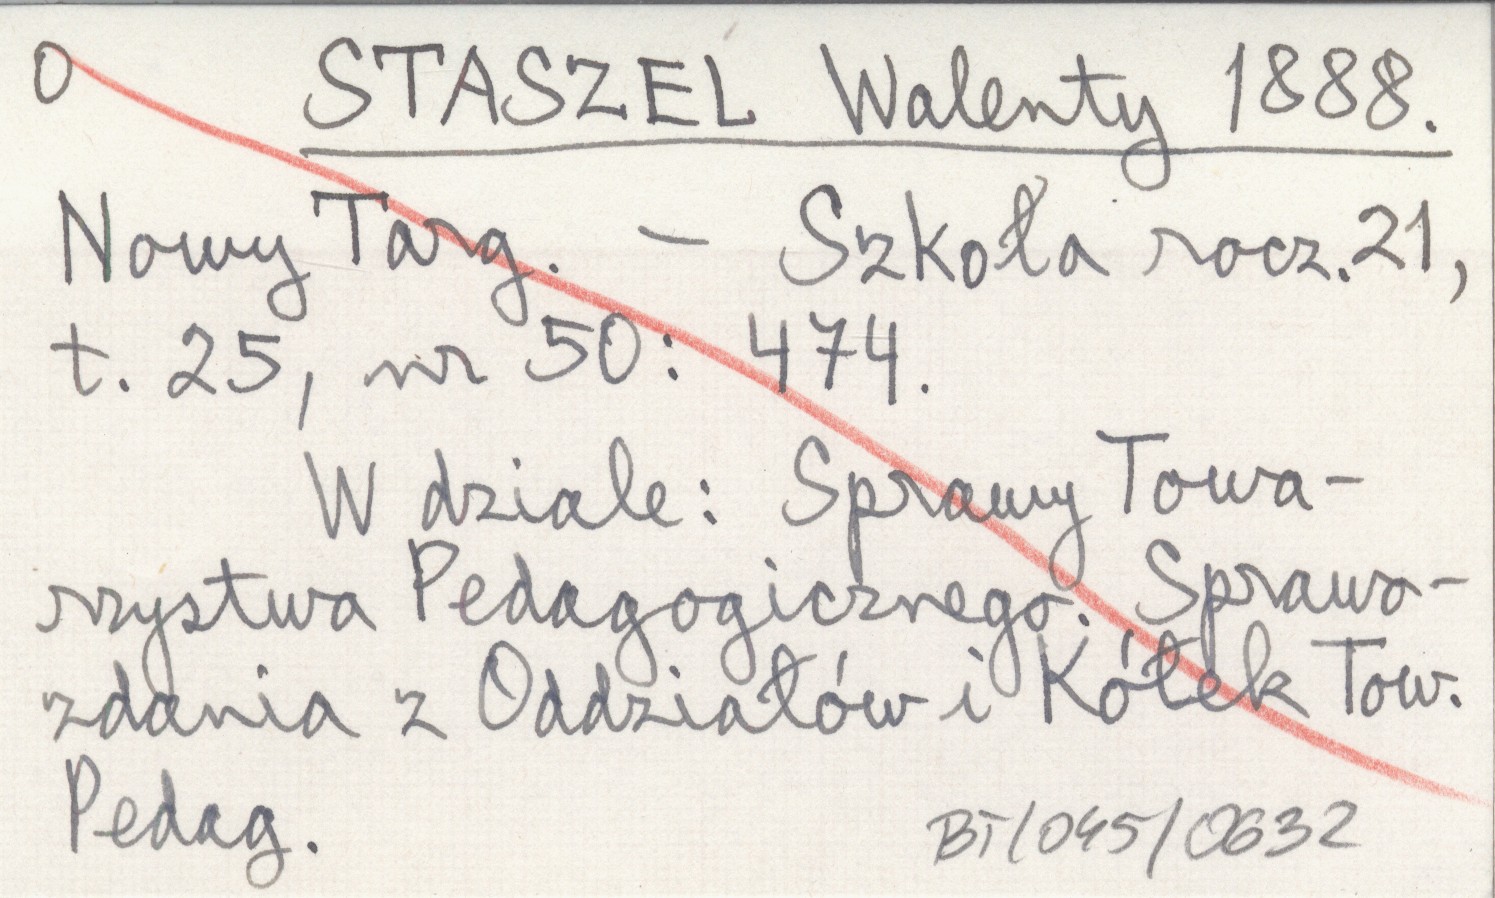 0 STASZEL Walenty 1888.
Nowy Targ. – Szkoła rocz. 21,
t. 25, nr 50: 474.
W dziale: Sprawy Towa-
rzystwa Pedagogicznego. Sprawo-
zdania z Oddziałów i Kółek Tow.
Pedag.
BT/045/0632